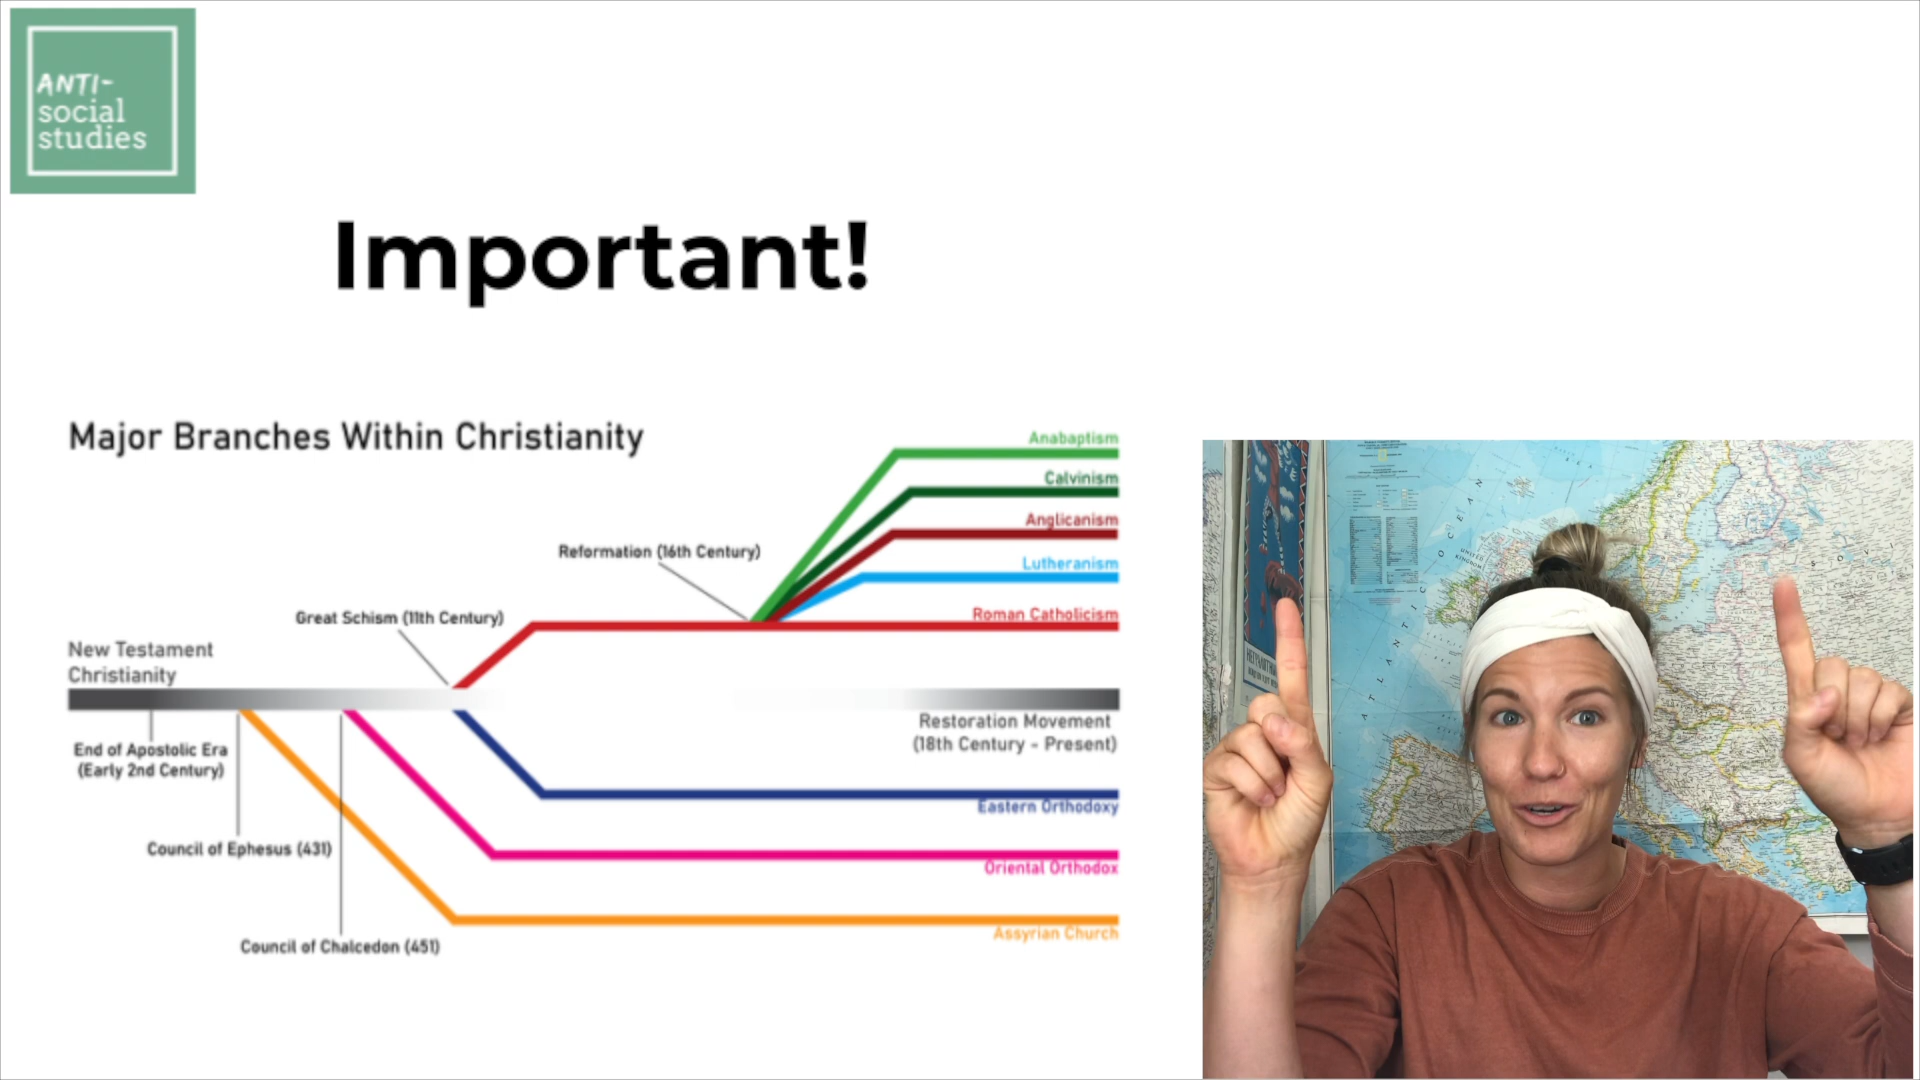 ANTI-
social
studies
Important!
Major Branches Within Christianity
Anabaptism
Calvinism
Anglicanism
Reformation (16th Century)
Lutheranism
Great Schism (11th Century)
Roman Catholicism
New Testament
Christianity
Restoration Movement
(18th Century - Present)
End of Apostolic Era
(Early 2nd Century)
Eastern Orthodoxy
Council of Ephesus (431)
Oriental Orthodox
Assyrian Church
Council of Chalcedon (451)
UNITED
KINGDOM